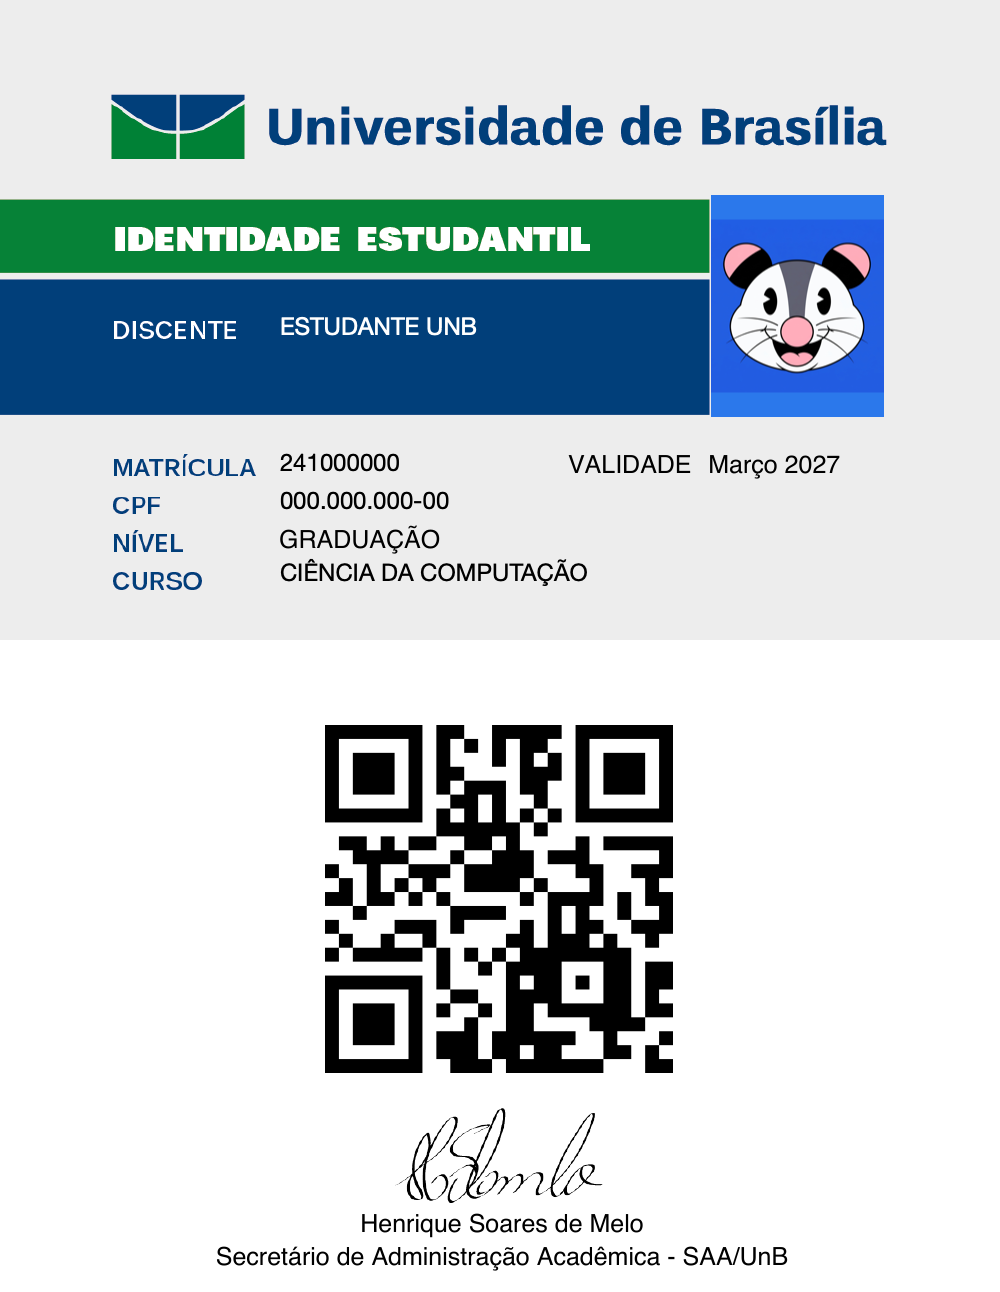 Universidade de Brasília
IDENTIDADE ESTUDANTIL
DISCENTE ESTUDANTE UNB
MATRÍCULA 241000000 VALIDADE Março 2027
CPF 000.000.000-00
NÍVEL GRADUAÇÃO
CURSO CIÊNCIA DA COMPUTAÇÃO
Henrique Soares de Melo
Secretário de Administração Acadêmica - SAA/UnB